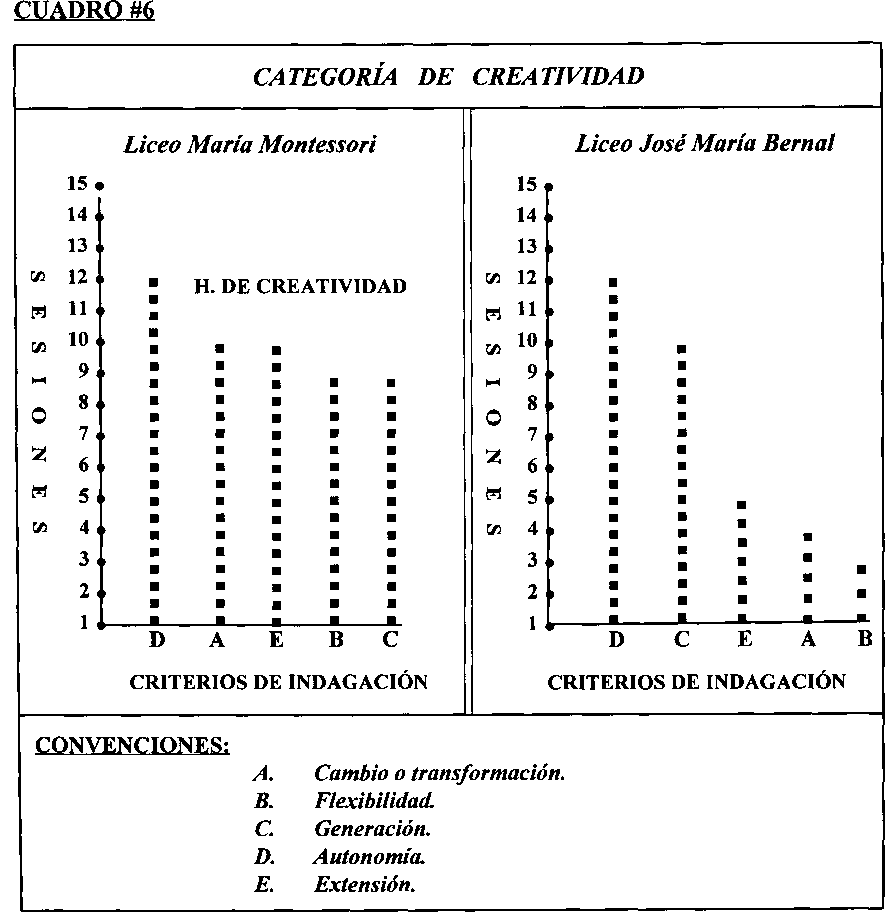 CUADRO #6
CATEGORÍA DE CREATIVIDAD
Liceo María Montessori
15
14
13
12
11
10
9
8
7
6
5
4
3
2
1
SESIONES
H. DE CREATIVIDAD
D A E B C
CRITERIOS DE INDAGACIÓN
Liceo José María Bernal
15
14
13
12
11
10
9
8
7
6
5
4
3
2
1
SESIONES
D C E A B
CRITERIOS DE INDAGACIÓN
CONVENCIONES:
A. Cambio o transformación.
B. Flexibilidad.
C. Generación.
D. Autonomía.
E. Extensión.